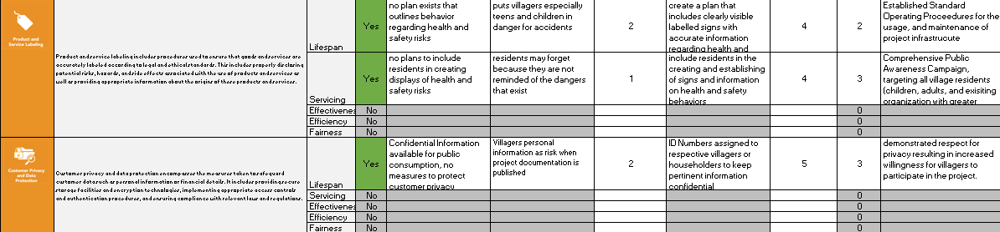 Product and
Service Labeling
Product and service labeling includes procedures used to ensure that goods and services are
accurately labeled according to legal and ethical standards. This includes properly disclosing
potential risks, hazards, and side effects associated with the use of products and services as
well as providing appropriate information about the origins of these products and services.
Lifespan
Yes
no plan exists that
outlines behavior
regarding health and
safety risks
puts villagers especially
teens and children in
danger for accidents
2
create a plan that
includes clearly visible
labelled signs with
accurate information
regarding health and
4
2
Established Standard
Operating Proceedures for the
usage, and maintenance of
project infrastrucute
Servicing
Yes
no plans to include
residents in creating
displays of health and
safety risks
residents may forget
because they are not
reminded of the dangers
that exist
1
include residents in the
creating and establishing
of signs and information
on health and safety
behaviors
4
3
Comprehensive Public
Awareness Campaign,
targeting all village residents
(children, adults, and exisiting
organization with greater
Effectivenes
No
0
Efficiency
No
0
Fairness
No
0
Customer Privacy
and Data
Protection
Customer privacy and data protection encompasses the measures taken to safeguard
customer data such as personal information or financial details. It includes providing secure
storage facilities and encryption technologies, implementing appropriate access controls
and authentication procedures, and ensuring compliance with relevant laws and regulations.
Lifespan
Yes
Confidential Information
available for public
consumption, no
measures to protect
customer privacy
Villagers personal
information as risk when
project documentation is
published
2
ID Numbers assigned to
respective villagers or
householders to keep
pertinent information
confidential
5
3
demonstrated respect for
privacy resulting in increased
willingness for villagers to
participate in the project.
Servicing
No
0
Effectivenes
No
0
Efficiency
No
0
Fairness
No
0